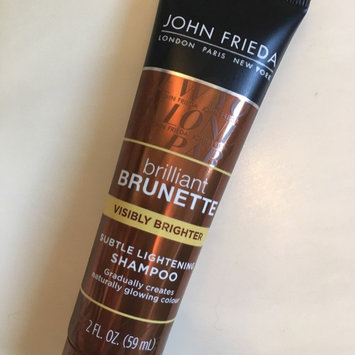 JOHN FRIEDA
LONDON PARIS NEW YORK
brilliant
BRUNETTE
VISIBLY BRIGHTER
SUBTLE LIGHTENING
SHAMPOO
Gradually creates
naturally glowing colour
2 FL. OZ. (59 mL)